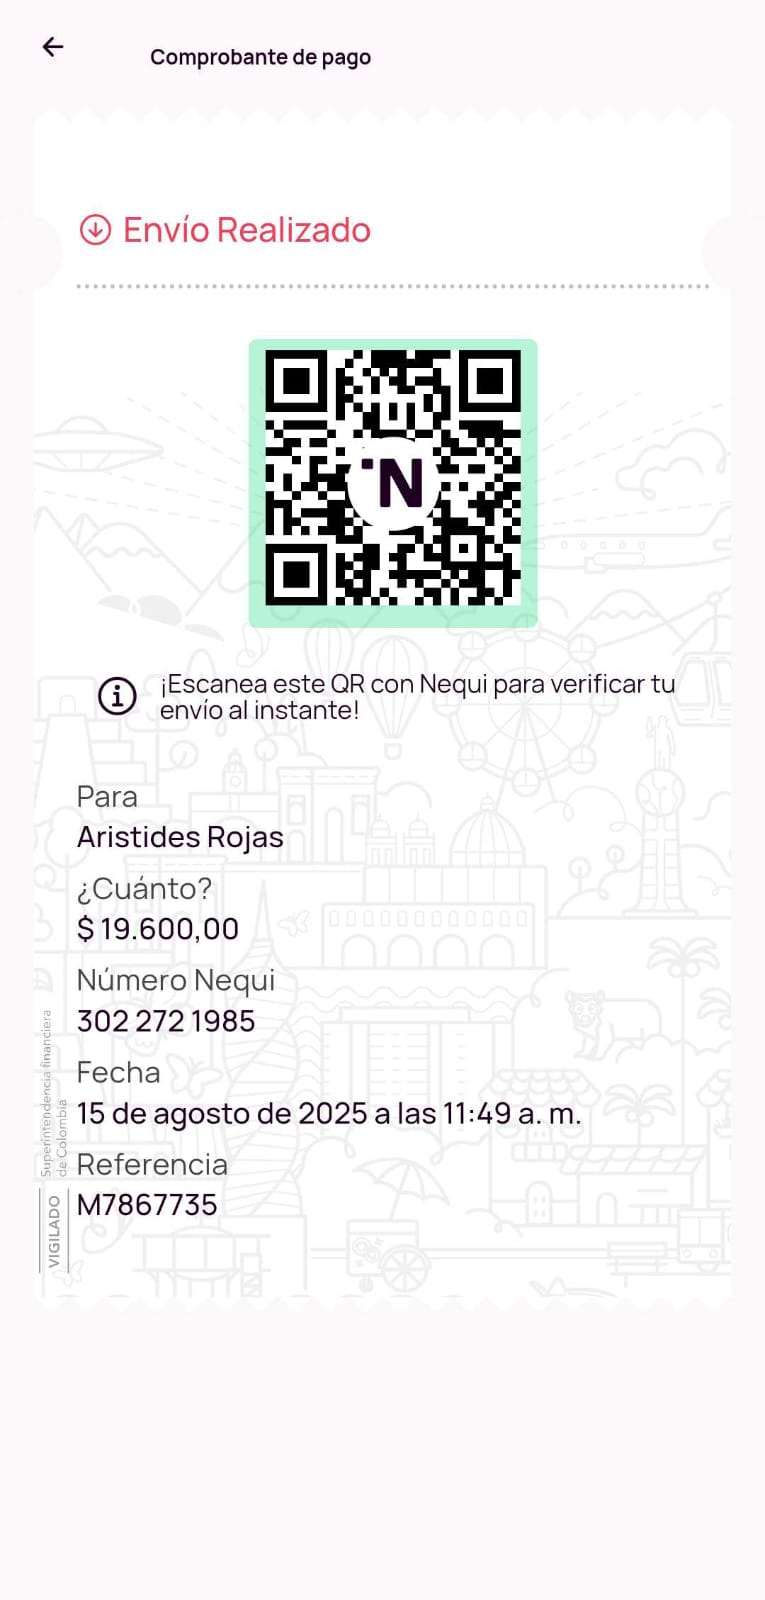 Comprobante de pago
Envío Realizado
N
¡Escanea este QR con Nequi para verificar tu
envío al instante!
Para
Aristides Rojas
¿Cuánto?
$ 19.600,00
Número Nequi
302 272 1985
Fecha
15 de agosto de 2025 a las 11:49 a. m.
Referencia
M7867735
VIGILADO
Superintendencia financiera
de Colombia